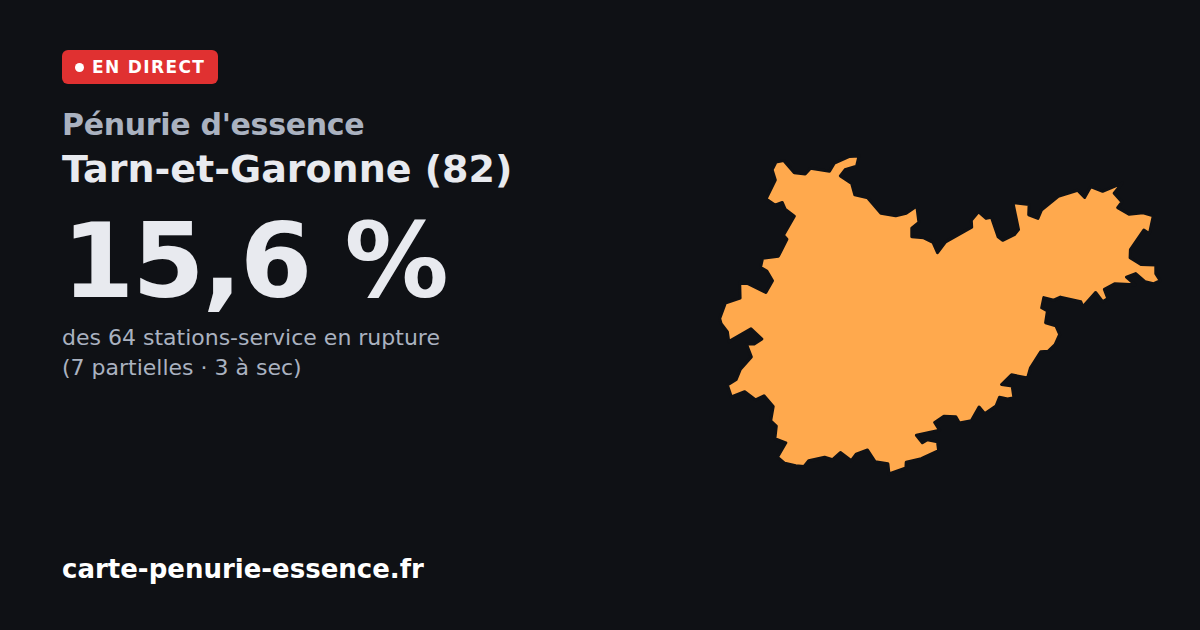 EN DIRECT
Pénurie d'essence
Tarn-et-Garonne (82)
15,6 %
des 64 stations-service en rupture
(7 partielles · 3 à sec)
carte-penurie-essence.fr